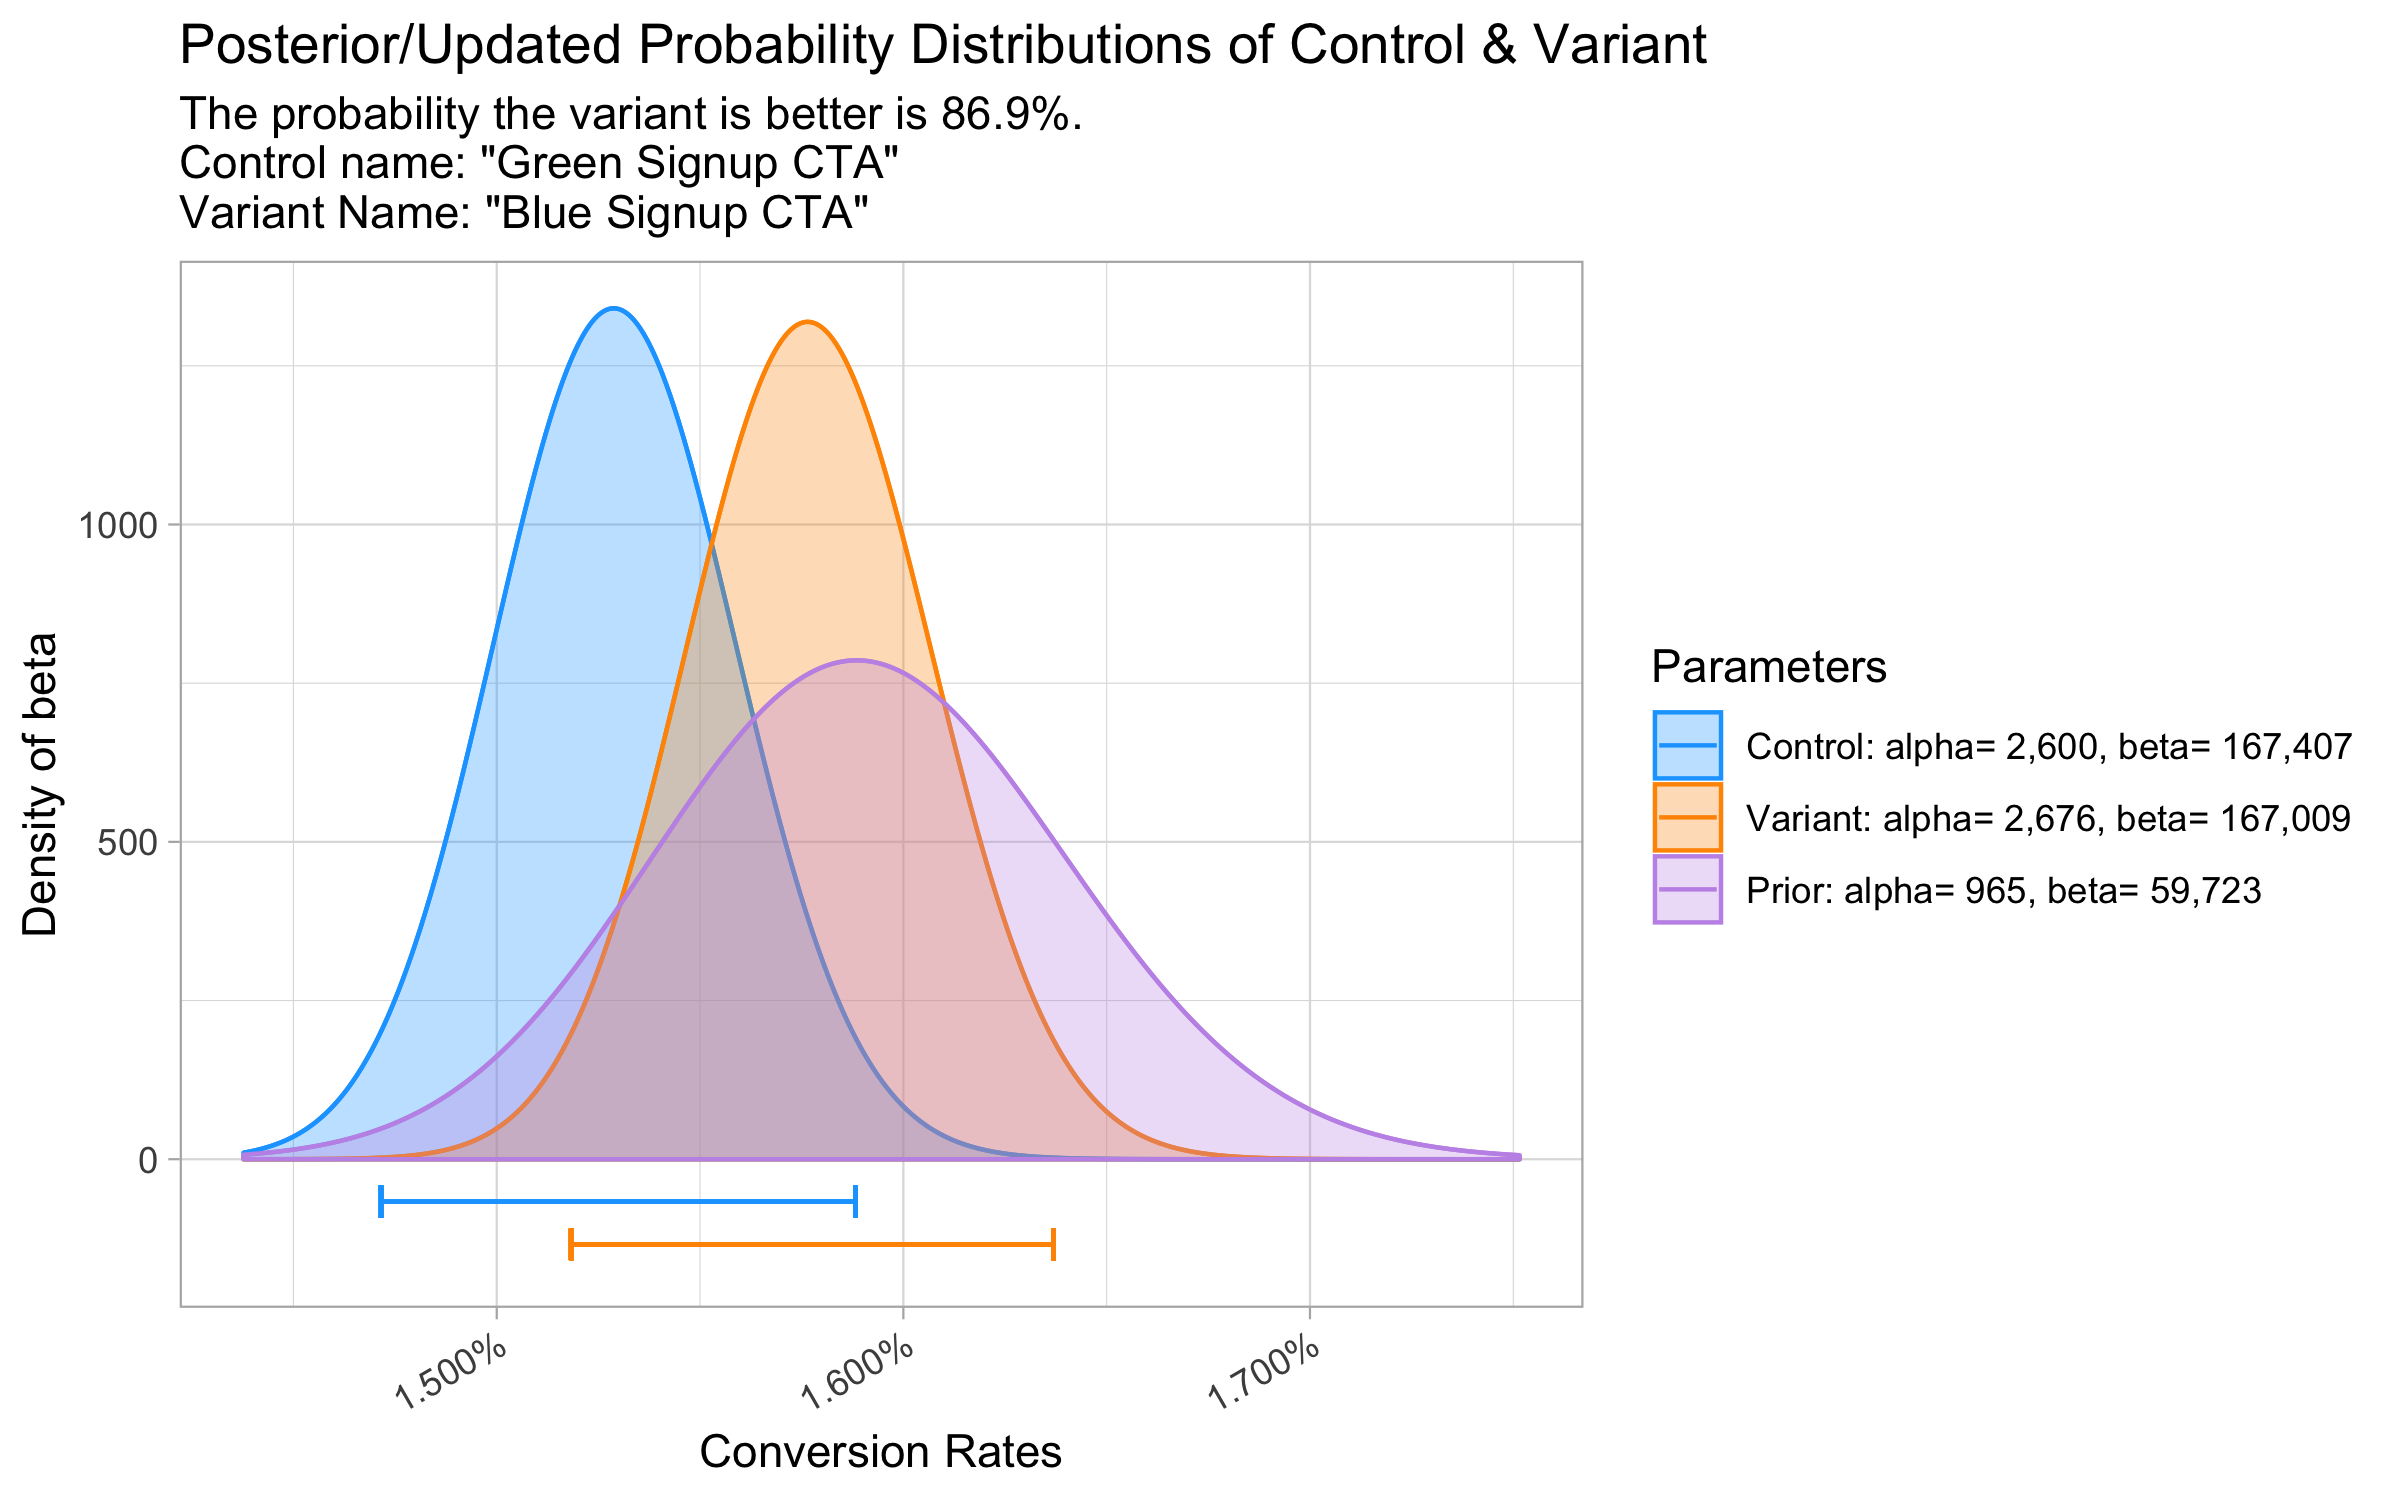 Posterior/Updated Probability Distributions of Control & Variant
The probability the variant is better is 86.9%.
Control name: "Green Signup CTA"
Variant Name: "Blue Signup CTA"
Density of beta
1000
500
0
1.500%
1.600%
1.700%
Conversion Rates
Parameters
Control: alpha= 2,600, beta= 167,407
Variant: alpha= 2,676, beta= 167,009
Prior: alpha= 965, beta= 59,723